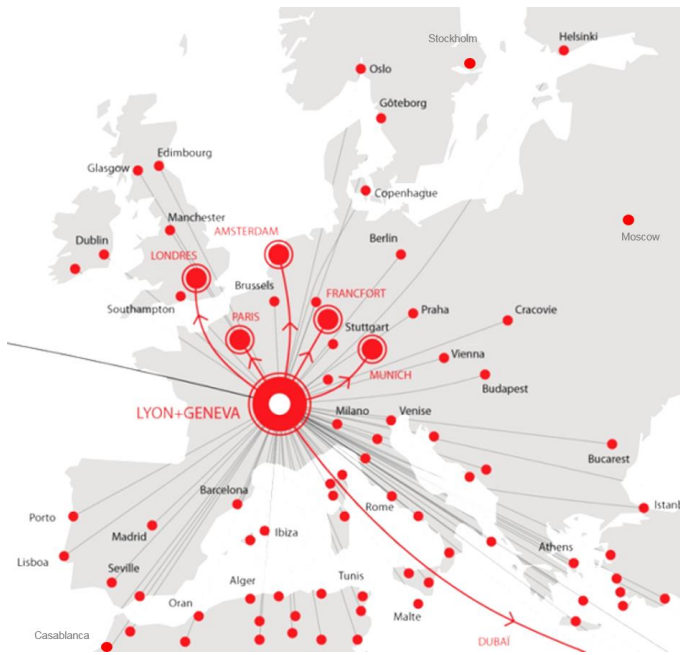 Stockholm
Helsinki
Oslo
Göteborg
Edimbourg
Glasgow
Copenhague
Manchester
AMSTERDAM
Moscow
Dublin
Berlin
LONDRES
Brussels
FRANCFORT
Southampton
PARIS
Praha
Cracovie
Stuttgart
Vienna
MUNICH
Budapest
LYON+GENEVA
Milano
Venise
Bucarest
Barcelona
Porto
Rome
Istanb
Madrid
Ibiza
Lisboa
Athens
Seville
Alger
Tunis
Oran
Malte
Casablanca
DUBAÏ